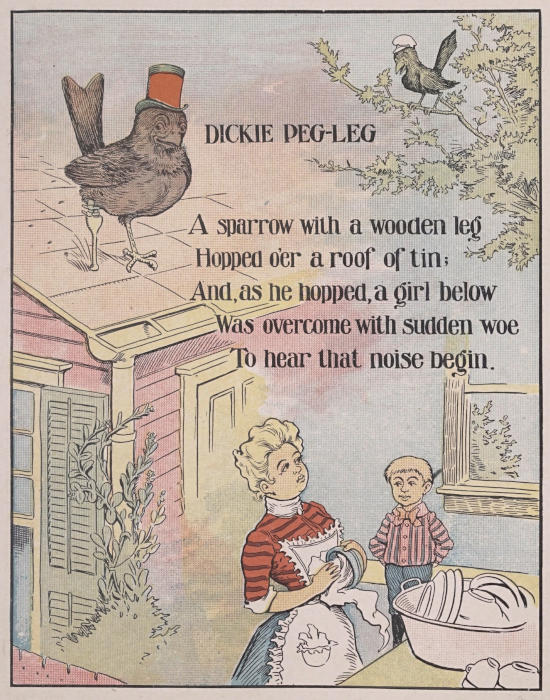 DICKIE PEG-LEG
A sparrow with a wooden leg
Hopped o'er a roof of tin;
And, as he hopped, a girl below
Was overcome with sudden woe
To hear that noise begin.